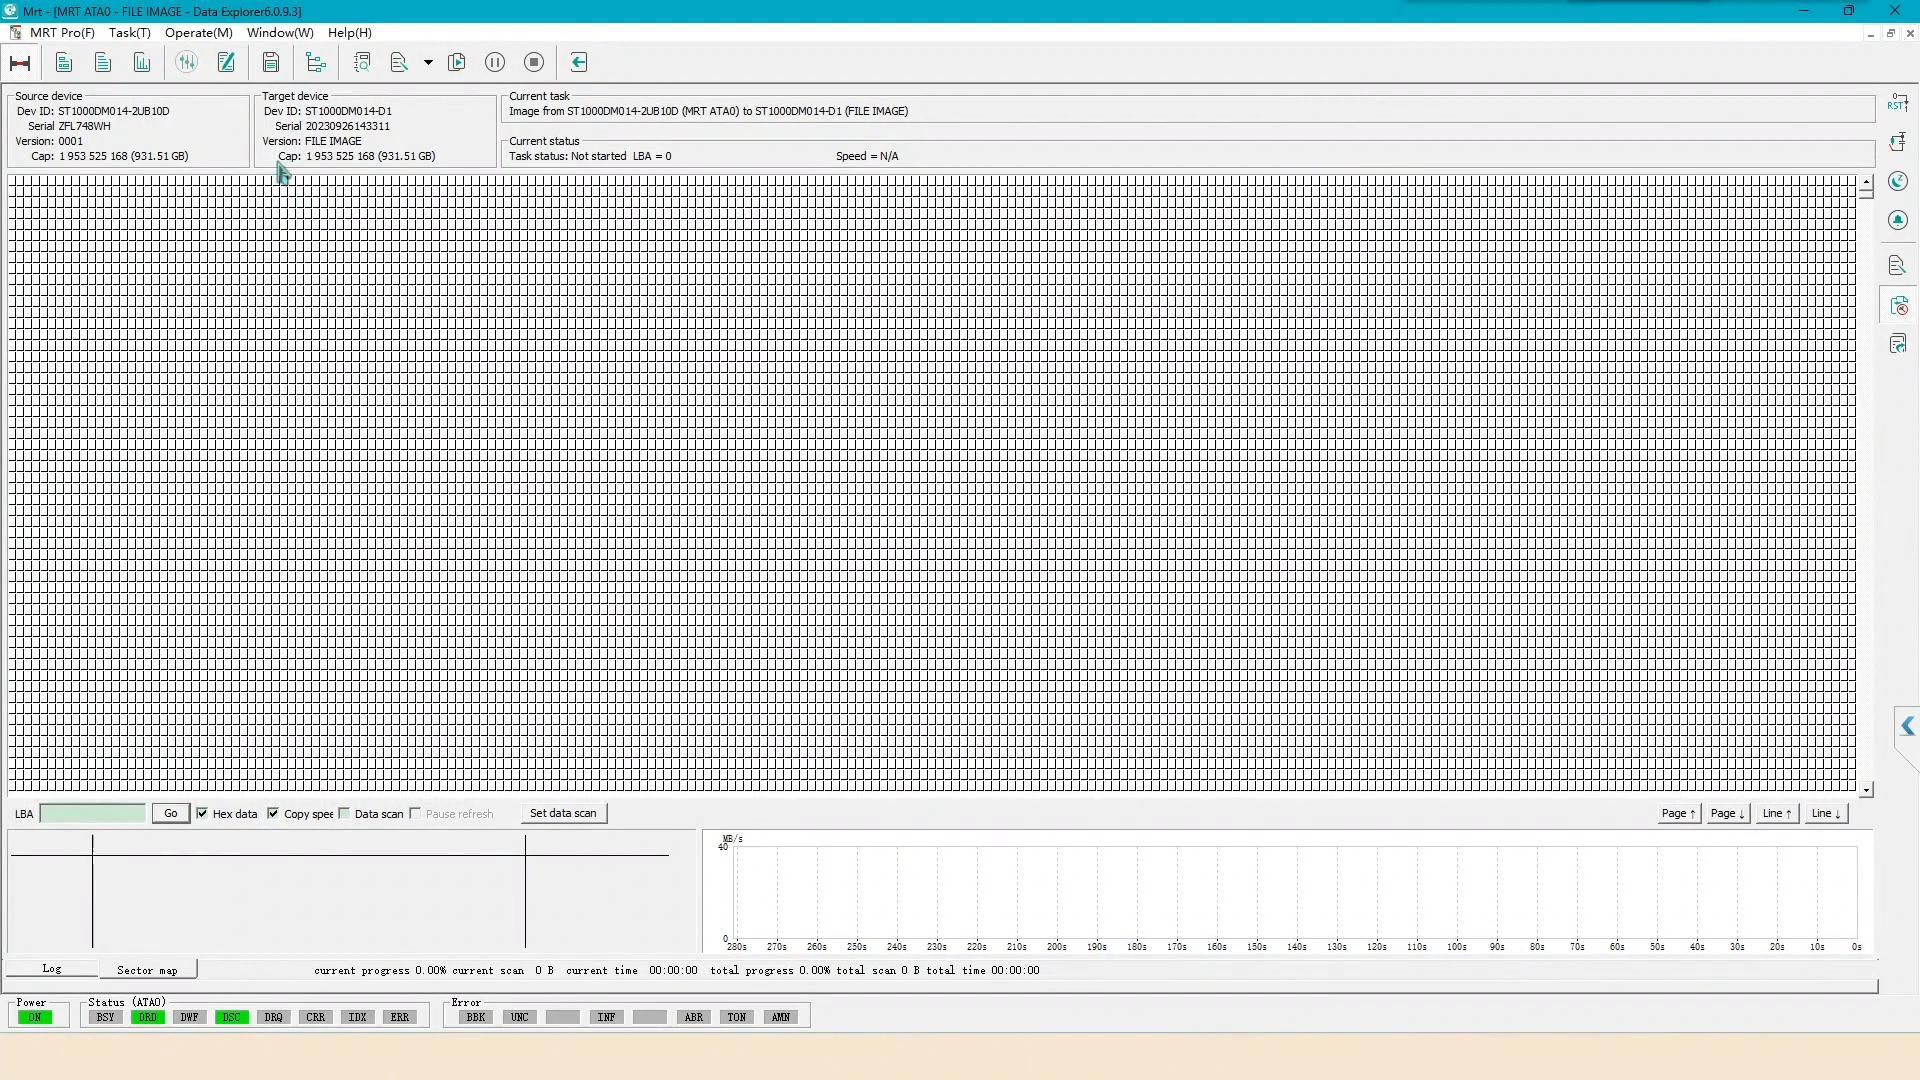 Mrt - [MRT ATA0 - FILE IMAGE - Data Explorer6.0.9.3]
MRT Pro(F) Task(T) Operate(M) Window(W) Help(H)
Source device
Dev ID: ST1000DM014-2UB10D
Serial ZFL748WH
Version: 0001
Cap: 1 953 525 168 (931.51 GB)
Target device
Dev ID: ST1000DM014-D1
Serial 20230926143311
Version: FILE IMAGE
Cap: 1 953 525 168 (931.51 GB)
Current task
Image from ST1000DM014-2UB10D (MRT ATA0) to ST1000DM014-D1 (FILE IMAGE)
Current status
Task status: Not started LBA = 0 Speed = N/A
RST
LBA Go Hex data Copy spee Data scan Pause refresh Set data scan Page ↑ Page ↓ Line ↑ Line ↓
MB/s
40
0
280s 270s 260s 250s 240s 230s 220s 210s 200s 190s 180s 170s 160s 150s 140s 130s 120s 110s 100s 90s 80s 70s 60s 50s 40s 30s 20s 10s 0s
Log Sector map current progress 0.00% current scan 0 B current time 00:00:00 total progress 0.00% total scan 0 B total time 00:00:00
Power Status (ATA0) Error
ON BSY DRD DWF DSC DRQ CRR IDX ERR BBK UNC INF ABR TON AMN